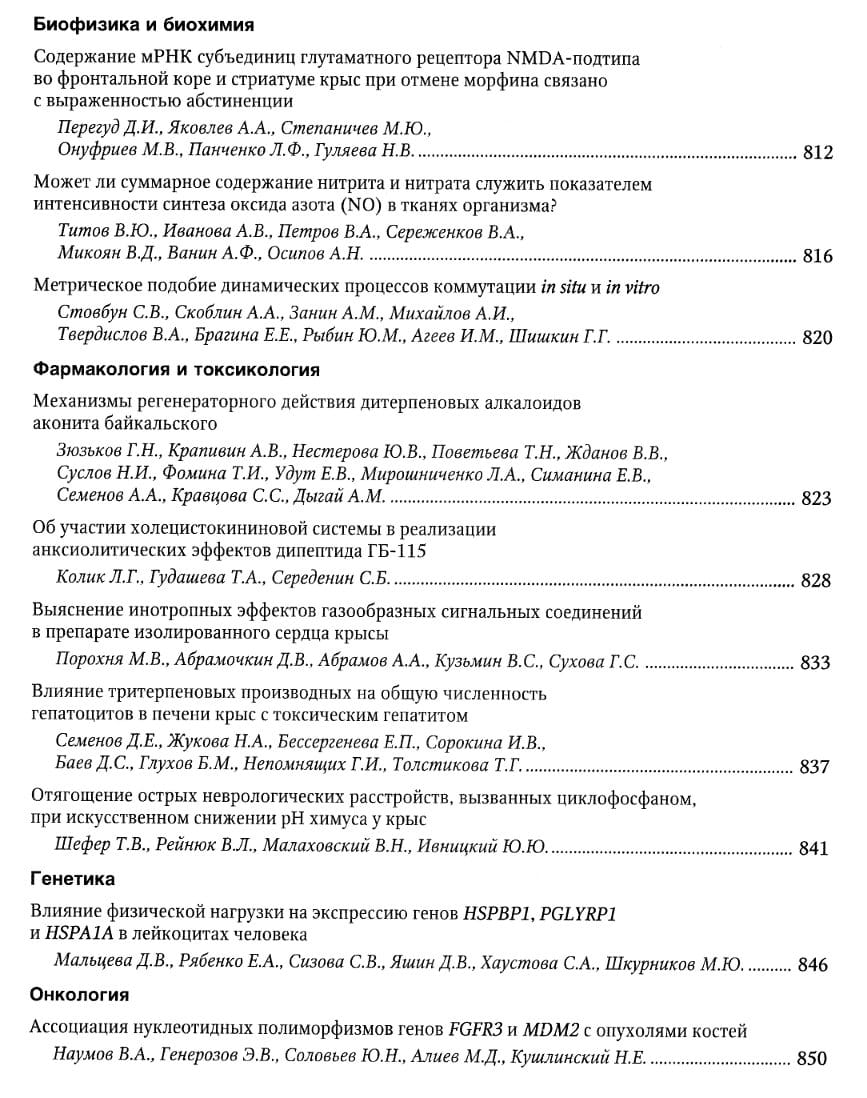 Биофизика и биохимия
Содержание мРНК субъединиц глутаматного рецептора NMDA-подтипа
во фронтальной коре и стриатуме крыс при отмене морфина связано
с выраженностью абстиненции
Перегуд Д.И., Яковлев А.А., Степаничев М.Ю.,
Онуфриев М.В., Панченко Л.Ф., Гуляева Н.В. 812
Может ли суммарное содержание нитрита и нитрата служить показателем
интенсивности синтеза оксида азота (NO) в тканях организма?
Титов В.Ю., Иванова А.В., Петров В.А., Сереженков В.А.,
Микоян В.Д., Ванин А.Ф., Осипов А.Н. 816
Метрическое подобие динамических процессов коммутации in situ и in vitro
Стовбун С.В., Скоблин А.А., Занин А.М., Михайлов А.И.,
Твердислов В.А., Брагина Е.Е., Рыбин Ю.М., Агеев И.М., Шишкин Г.Г. 820
Фармакология и токсикология
Механизмы регенераторного действия дитерпеновых алкалоидов
аконита байкальского
Зюзьков Г.Н., Крапивин А.В., Нестерова Ю.В., Поветьева Т.Н., Жданов В.В.,
Суслов Н.И., Фомина Т.И., Удут Е.В., Мирошниченко Л.А., Симанина Е.В.,
Семенов А.А., Кравцова С.С., Дыгай А.М. 823
Об участии холецистокининовой системы в реализации
анксиолитических эффектов дипептида ГБ-115
Колик Л.Г., Гудашева Т.А., Середенин С.Б. 828
Выяснение инотропных эффектов газообразных сигнальных соединений
в препарате изолированного сердца крысы
Порохня М.В., Абрамочкин Д.В., Абрамов А.А., Кузьмин В.С., Сухова Г.С. 833
Влияние тритерпеновых производных на общую численность
гепатоцитов в печени крыс с токсическим гепатитом
Семенов Д.Е., Жукова Н.А., Бессергенева Е.П., Сорокина И.В.,
Баев Д.С., Глухов Б.М., Непомнящих Г.И., Толстикова Т.Г. 837
Отягощение острых неврологических расстройств, вызванных циклофосфаном,
при искусственном снижении рН химуса у крыс
Шефер Т.В., Рейнюк В.Л., Малаховский В.Н., Ивницкий Ю.Ю. 841
Генетика
Влияние физической нагрузки на экспрессию генов HSPBP1, PGLYRP1
и HSPA1A в лейкоцитах человека
Мальцева Д.В., Рябенко Е.А., Сизова С.В., Яшин Д.В., Хаустова С.А., Шкурников М.Ю. 846
Онкология
Ассоциация нуклеотидных полиморфизмов генов FGFR3 и MDM2 с опухолями костей
Наумов В.А., Генерозов Э.В., Соловьев Ю.Н., Алиев М.Д., Кушлинский Н.Е. 850